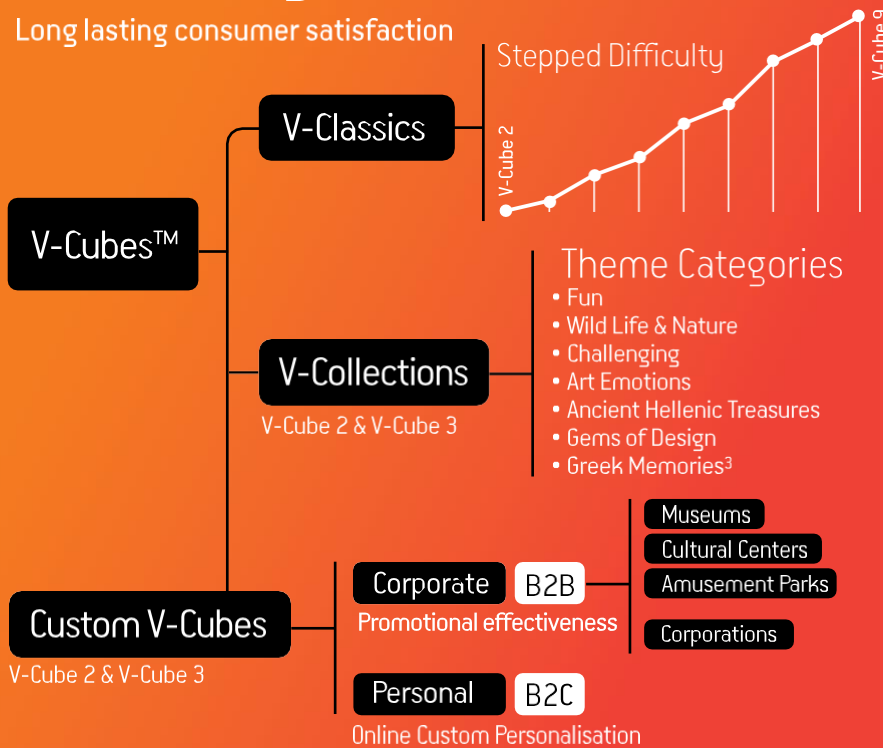 Long lasting consumer satisfaction
V-Cubes™
V-Classics
Stepped Difficulty
V-Cube 2
V-Cube 9
V-Collections
V-Cube 2 & V-Cube 3
Theme Categories
• Fun
• Wild Life & Nature
• Challenging
• Art Emotions
• Ancient Hellenic Treasures
• Gems of Design
• Greek Memories³
Custom V-Cubes
V-Cube 2 & V-Cube 3
Corporate B2B
Promotional effectiveness
Museums
Cultural Centers
Amusement Parks
Corporations
Personal B2C
Online Custom Personalisation